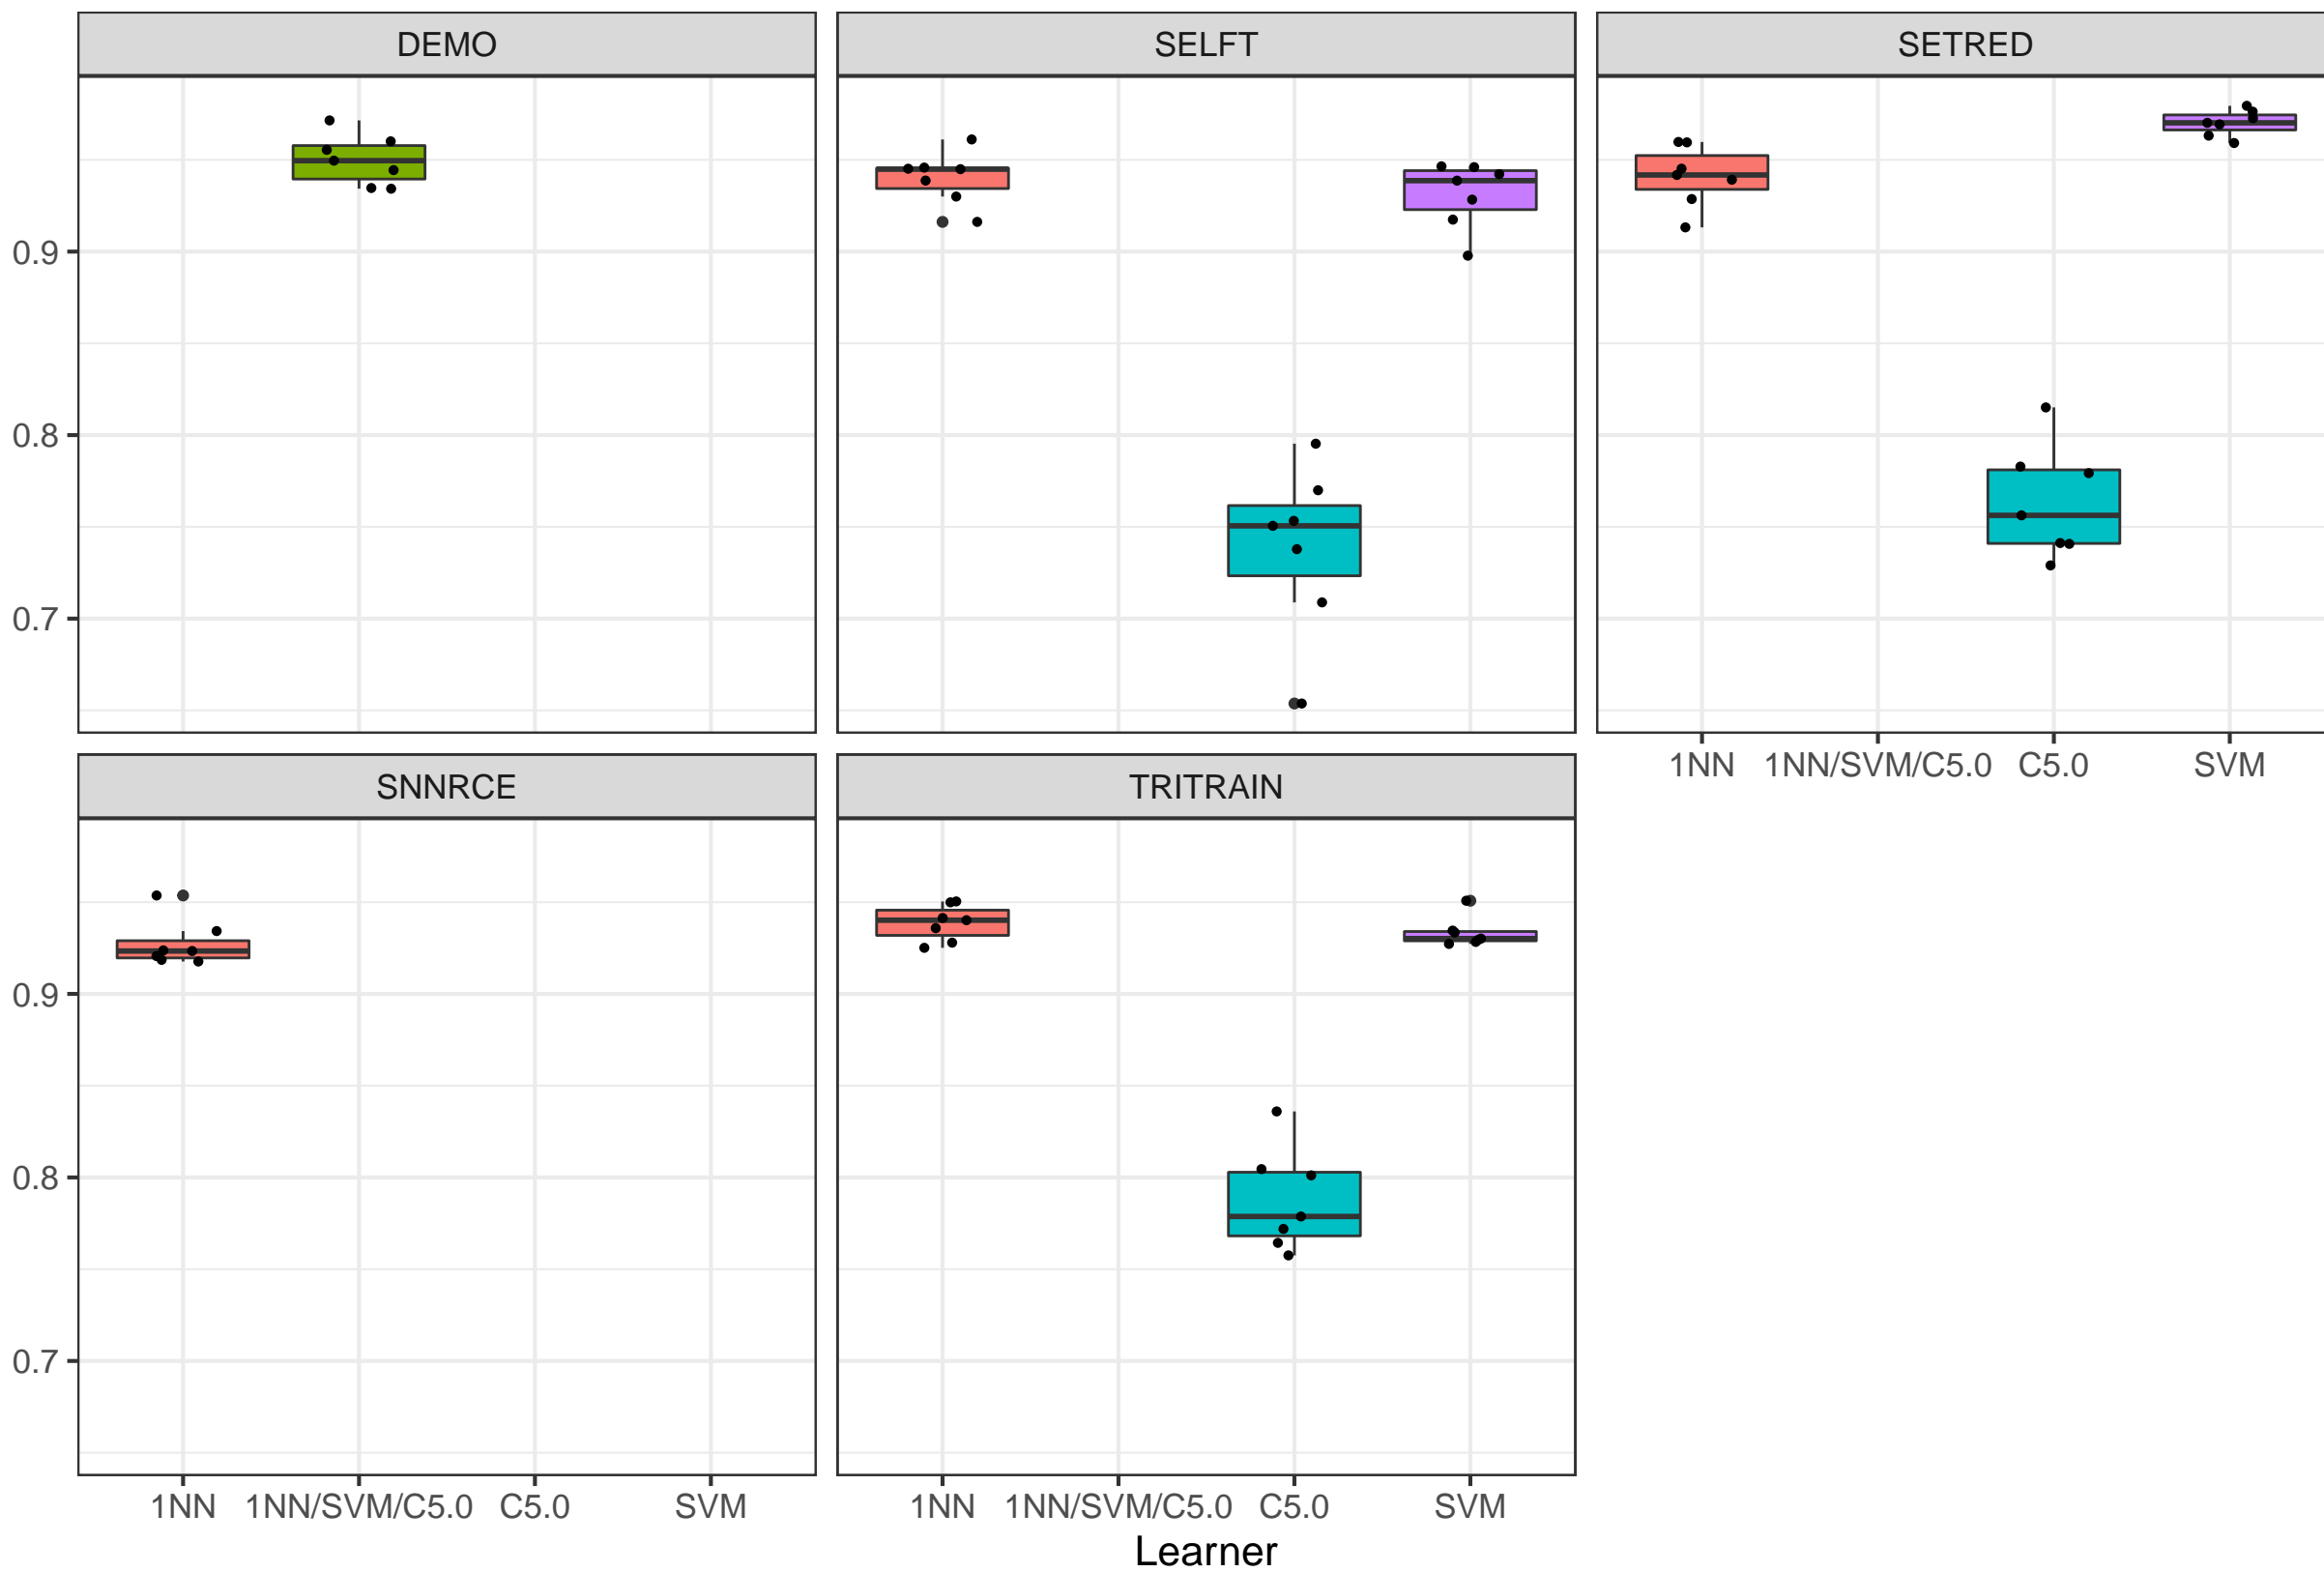 DEMO
SELFT
SETRED
0.9
0.8
0.7
1NN 1NN/SVM/C5.0 C5.0 SVM
SNNRCE
TRITRAIN
0.9
0.8
0.7
1NN 1NN/SVM/C5.0 C5.0 SVM
1NN 1NN/SVM/C5.0 C5.0 SVM
Learner